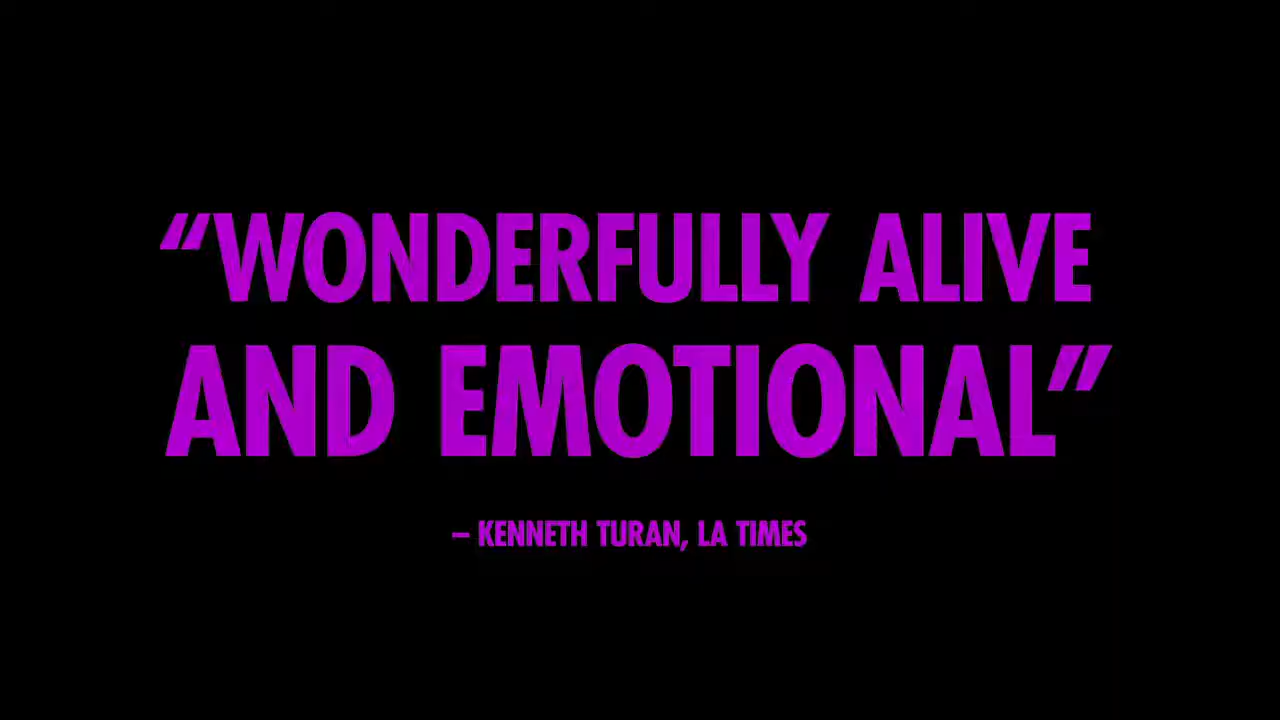 “WONDERFULLY ALIVE
AND EMOTIONAL”
– KENNETH TURAN, LA TIMES